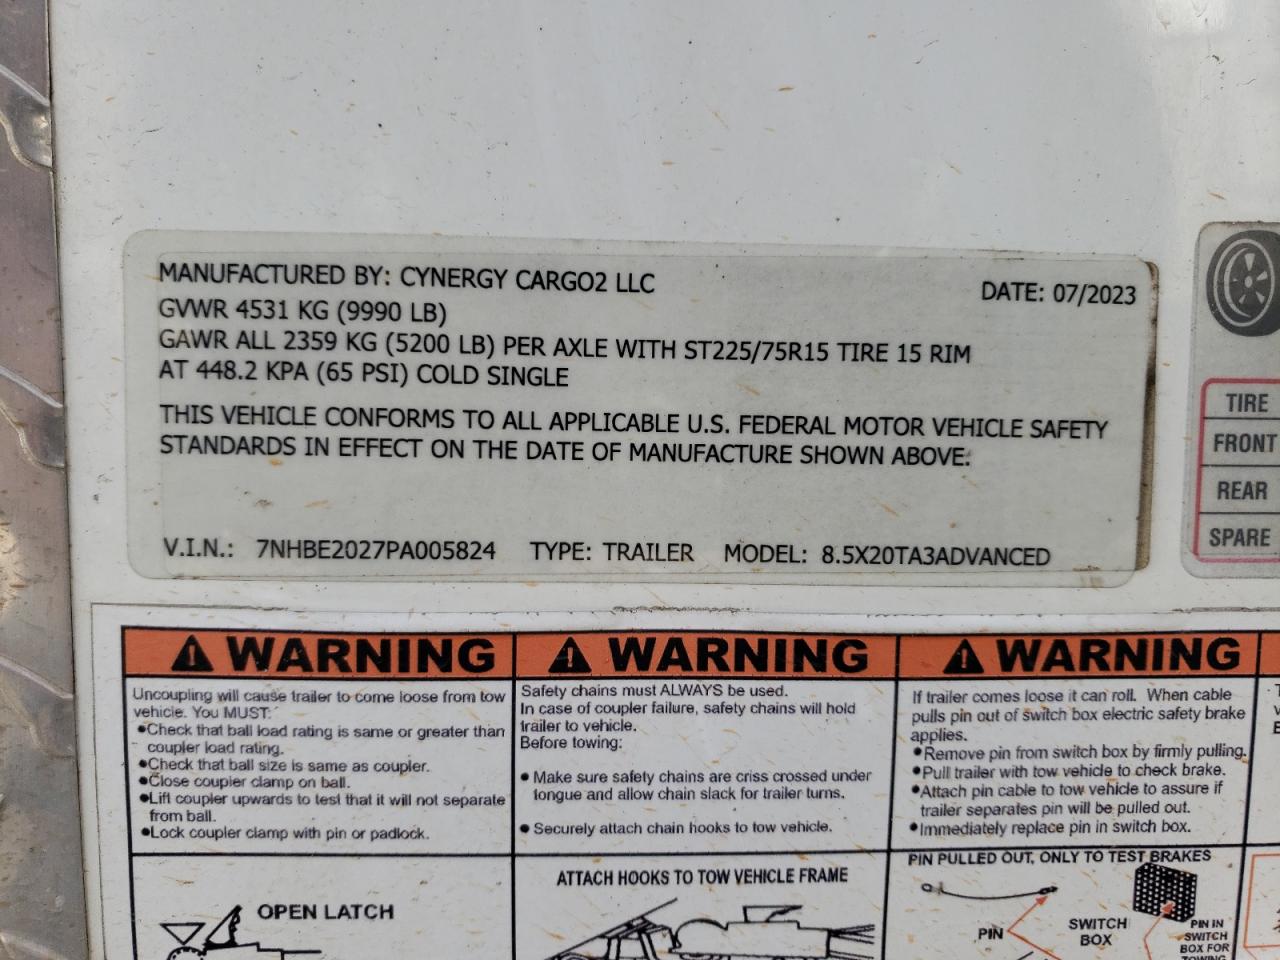 MANUFACTURED BY: CYNERGY CARGO2 LLC
DATE: 07/2023
GVWR 4531 KG (9990 LB)
GAWR ALL 2359 KG (5200 LB) PER AXLE WITH ST225/75R15 TIRE 15 RIM
AT 448.2 KPA (65 PSI) COLD SINGLE
THIS VEHICLE CONFORMS TO ALL APPLICABLE U.S. FEDERAL MOTOR VEHICLE SAFETY
STANDARDS IN EFFECT ON THE DATE OF MANUFACTURE SHOWN ABOVE.
V.I.N.: 7NHBE2027PA005824 TYPE: TRAILER MODEL: 8.5X20TA3ADVANCED
TIRE
FRONT
REAR
SPARE
WARNING
Uncoupling will cause trailer to come loose from tow
vehicle. You MUST:
●Check that ball load rating is same or greater than
coupler load rating.
●Check that ball size is same as coupler.
●Close coupler clamp on ball.
●Lift coupler upwards to test that it will not separate
from ball.
●Lock coupler clamp with pin or padlock.
OPEN LATCH
WARNING
Safety chains must ALWAYS be used.
In case of coupler failure, safety chains will hold
trailer to vehicle.
Before towing:
● Make sure safety chains are criss crossed under
tongue and allow chain slack for trailer turns.
● Securely attach chain hooks to tow vehicle.
ATTACH HOOKS TO TOW VEHICLE FRAME
WARNING
If trailer comes loose it can roll. When cable
pulls pin out of switch box electric safety brake
applies.
●Remove pin from switch box by firmly pulling.
●Pull trailer with tow vehicle to check brake.
●Attach pin cable to tow vehicle to assure if
trailer separates pin will be pulled out.
●Immediately replace pin in switch box.
PIN PULLED OUT, ONLY TO TEST BRAKES
PIN
SWITCH
BOX
PIN IN
SWITCH
BOX FOR
TOWING